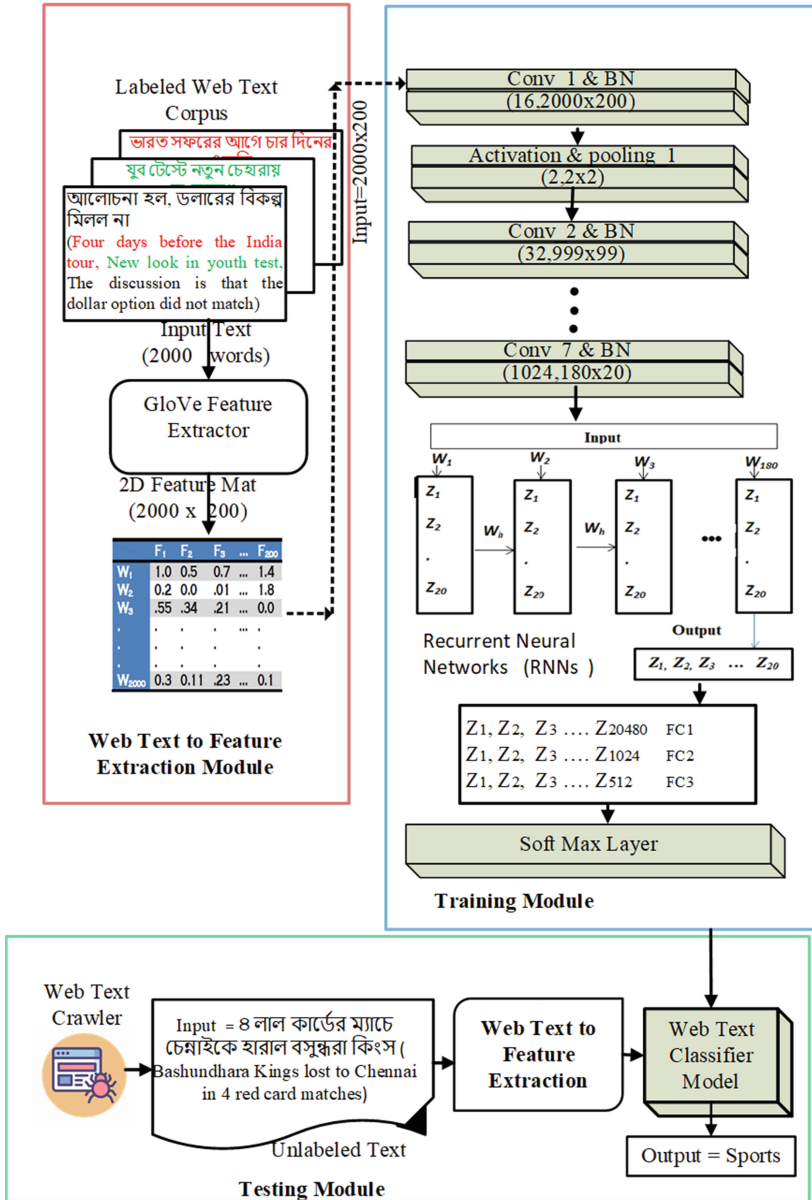 Labeled Web Text
Corpus
ভারত সফরের আগে চার দিনের
যুব টেস্টে নতুন চেহারায়
আলোচনা হল, ডলারের বিকল্প
মিলল না
(Four days before the India
tour, New look in youth test,
The discussion is that the
dollar option did not match)
Input Text
(2000 words)
GloVe Feature
Extractor
2D Feature Mat
(2000 x 200)
F1 F2 F3 ... F200
W1 1.0 0.5 0.7 ... 1.4
W2 0.2 0.0 .01 ... 1.8
W3 .55 .34 .21 ... 0.0
. . . . ... .
. . . . .
. . . . .
W2000 0.3 0.11 .23 ... 0.1
Web Text to Feature
Extraction Module
Input=2000x200
Conv 1 & BN
(16,2000x200)
Activation & pooling 1
(2,2x2)
Conv 2 & BN
(32,999x99)
Conv 7 & BN
(1024,180x20)
Input
W1 W2 W3 W180
Z1 Z1 Z1 Z1
Z2 Wh Z2 Wh Z2 ... Z2
. . . .
Z20 Z20 Z20 Z20
Output
Recurrent Neural
Networks (RNNs )
Z1, Z2, Z3 ... Z20
Z1, Z2, Z3 .... Z20480 FC1
Z1, Z2, Z3 .... Z1024 FC2
Z1, Z2, Z3 .... Z512 FC3
Soft Max Layer
Training Module
Web Text
Crawler
Input = ৪ লাল কার্ডের ম্যাচে
চেন্নাইকে হারাল বসুন্ধরা কিংস (
Bashundhara Kings lost to Chennai
in 4 red card matches)
Unlabeled Text
Web Text to
Feature
Extraction
Web Text
Classifier
Model
Output = Sports
Testing Module